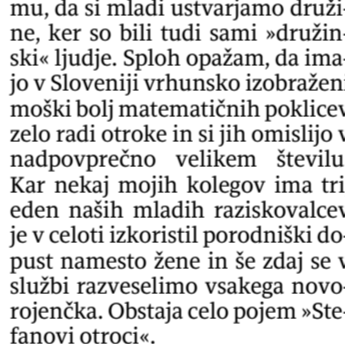 mu, da si mladi ustvarjamo druži-
ne, ker so bili tudi sami »družin-
ski« ljudje. Sploh opažam, da ima-
jo v Sloveniji vrhunsko izobraženi
moški bolj matematičnih poklicev
zelo radi otroke in si jih omislijo v
nadpovprečno velikem številu.
Kar nekaj mojih kolegov ima tri,
eden naših mladih raziskovalcev
je v celoti izkoristil porodniški do-
pust namesto žene in še zdaj se v
službi razveselimo vsakega novo-
rojenčka. Obstaja celo pojem »Šte-
fanovi otroci«.